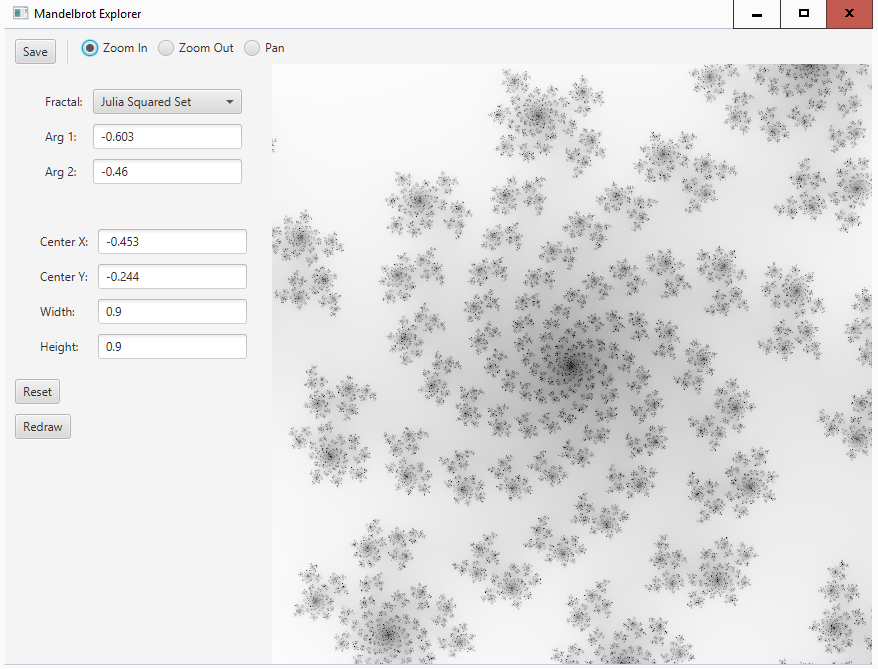 Mandelbrot Explorer
Save Zoom In Zoom Out Pan
Fractal: Julia Squared Set
Arg 1: -0.603
Arg 2: -0.46
Center X: -0.453
Center Y: -0.244
Width: 0.9
Height: 0.9
Reset
Redraw